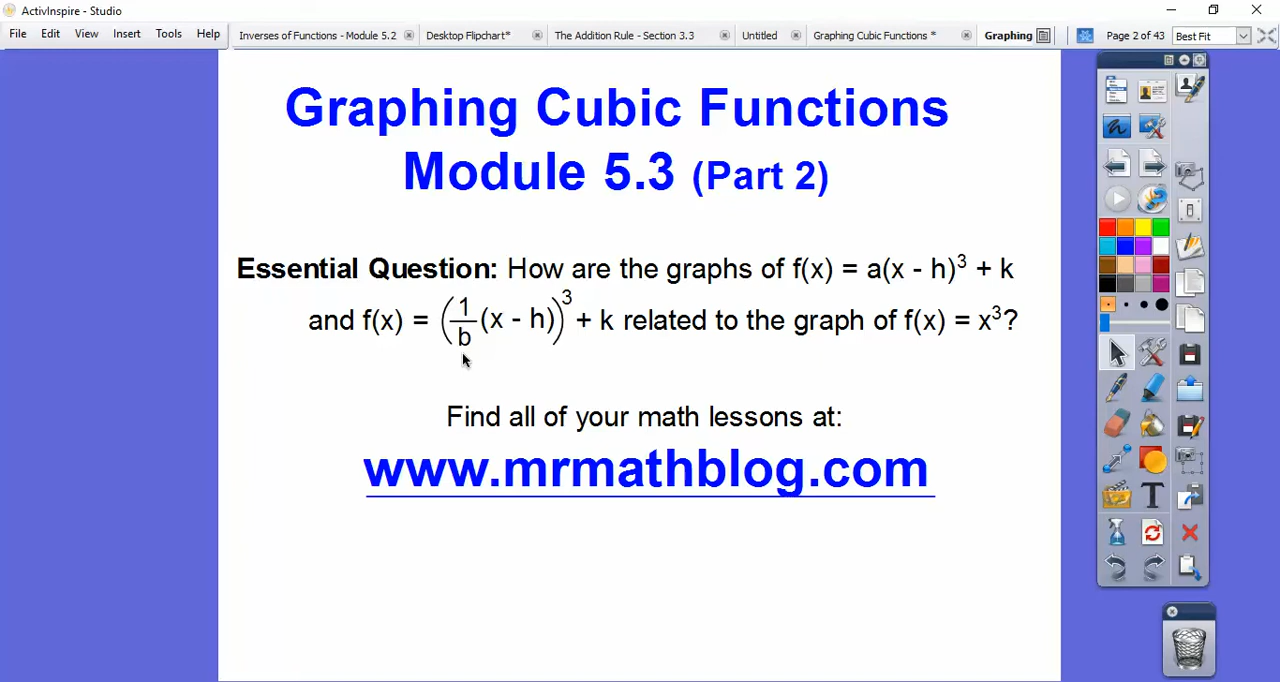 ActivInspire - Studio
File Edit View Insert Tools Help
Inverses of Functions - Module 5.2 Desktop Flipchart* The Addition Rule - Section 3.3 Untitled Graphing Cubic Functions * Graphing Page 2 of 43 Best Fit
Graphing Cubic Functions
Module 5.3 (Part 2)
Essential Question: How are the graphs of f(x) = a(x - h)³ + k
and f(x) = (1/b (x - h))³ + k related to the graph of f(x) = x³?
Find all of your math lessons at:
www.mrmathblog.com